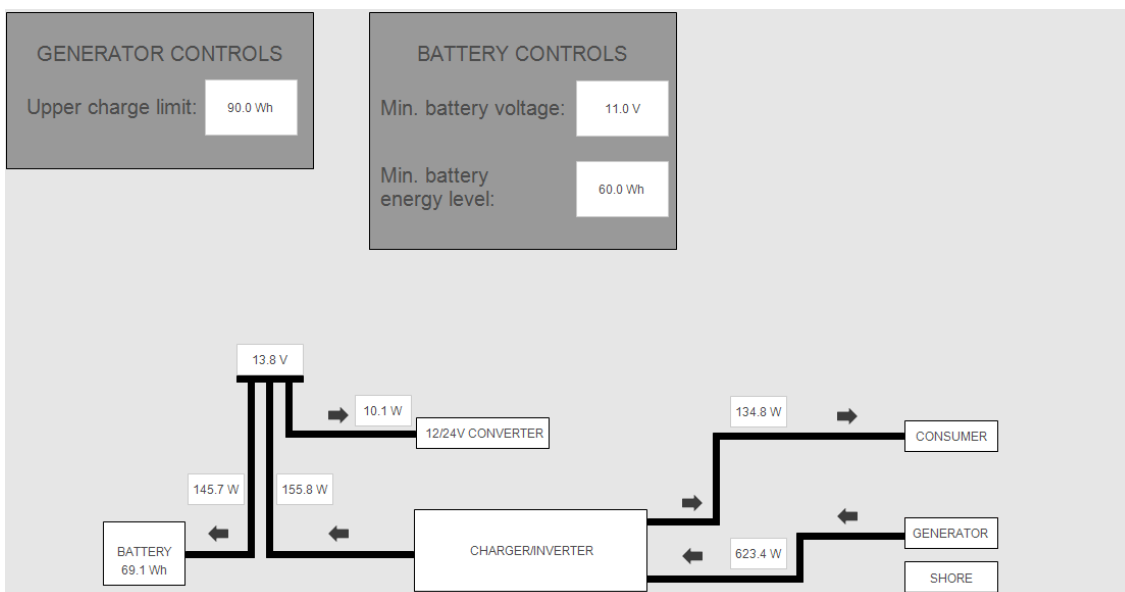 GENERATOR CONTROLS
Upper charge limit:
90.0 Wh
BATTERY CONTROLS
Min. battery voltage:
11.0 V
Min. battery
energy level:
60.0 Wh
13.8 V
10.1 W
12/24V CONVERTER
134.8 W
CONSUMER
145.7 W
155.8 W
CHARGER/INVERTER
BATTERY
69.1 Wh
623.4 W
GENERATOR
SHORE